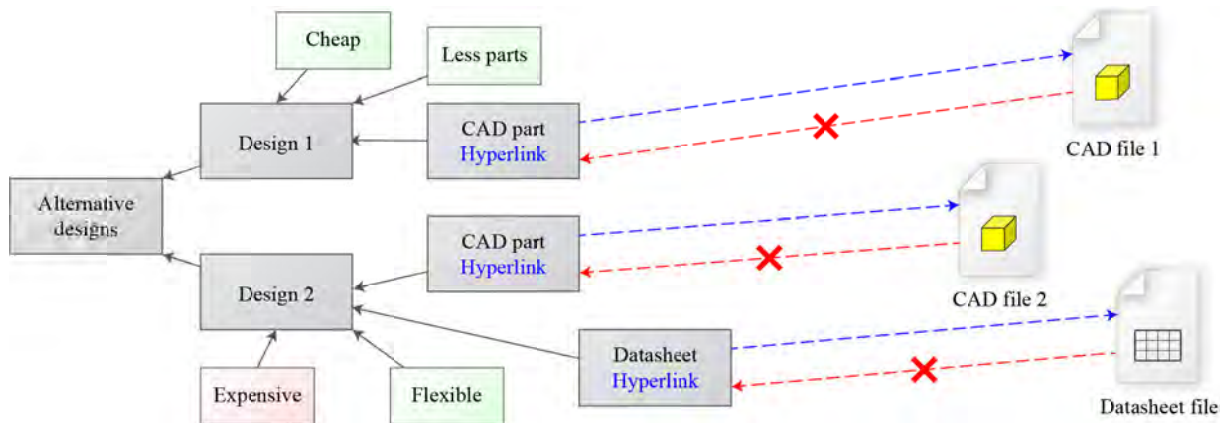 Cheap
Less parts
Design 1
CAD part
Hyperlink
CAD file 1
Alternative
designs
CAD part
Hyperlink
Design 2
CAD file 2
Datasheet
Hyperlink
Expensive
Flexible
Datasheet file